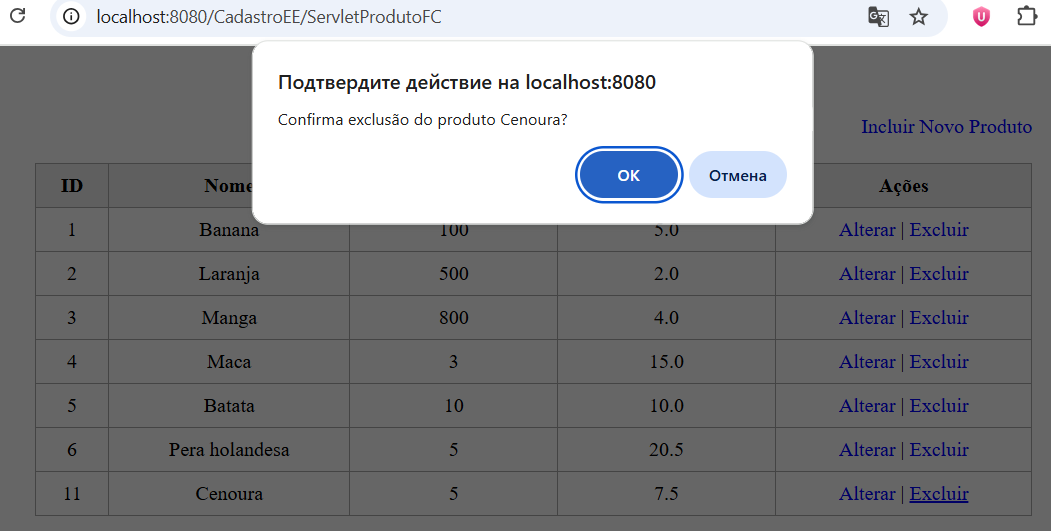 localhost:8080/CadastroEE/ServletProdutoFC
Подтвердите действие на localhost:8080
Confirma exclusão do produto Cenoura?
OK Отмена
Incluir Novo Produto
ID Nome Ações
1 Banana 100 5.0 Alterar | Excluir
2 Laranja 500 2.0 Alterar | Excluir
3 Manga 800 4.0 Alterar | Excluir
4 Maca 3 15.0 Alterar | Excluir
5 Batata 10 10.0 Alterar | Excluir
6 Pera holandesa 5 20.5 Alterar | Excluir
11 Cenoura 5 7.5 Alterar | Excluir